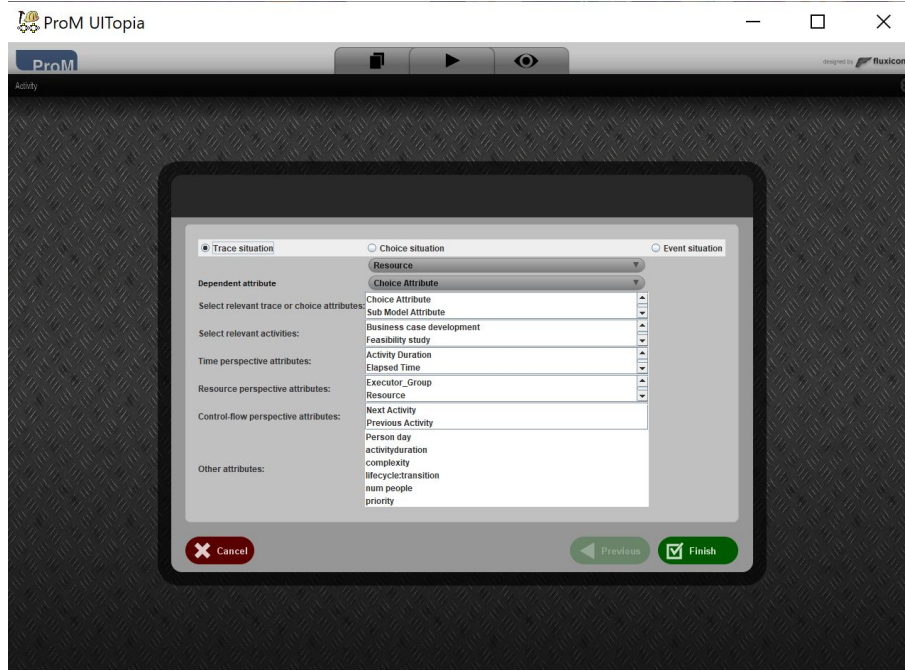 ProM UITopia
ProM
designed by fluxicon
Activity
Trace situation
Choice situation
Event situation
Resource
Dependent attribute
Choice Attribute
Select relevant trace or choice attributes:
Choice Attribute
Sub Model Attribute
Select relevant activities:
Business case development
Feasibility study
Time perspective attributes:
Activity Duration
Elapsed Time
Resource perspective attributes:
Executor_Group
Resource
Control-flow perspective attributes:
Next Activity
Previous Activity
Other attributes:
Person day
activityduration
complexity
lifecycle:transition
num people
priority
Cancel
Previous
Finish